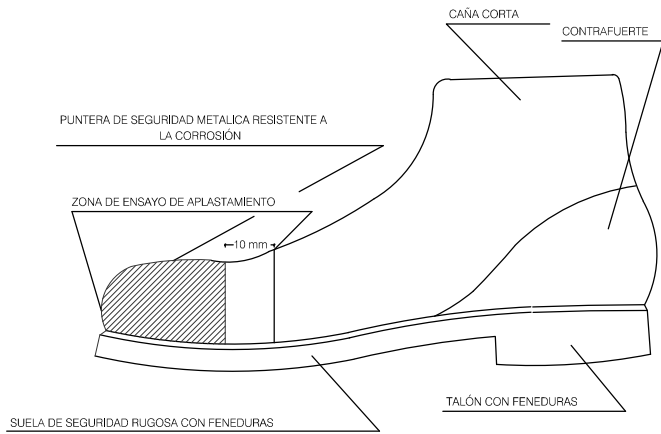 CAÑA CORTA
CONTRAFUERTE
PUNTERA DE SEGURIDAD METALICA RESISTENTE A
LA CORROSIÓN
ZONA DE ENSAYO DE APLASTAMIENTO
10 mm
TALÓN CON FENEDURAS
SUELA DE SEGURIDAD RUGOSA CON FENEDURAS